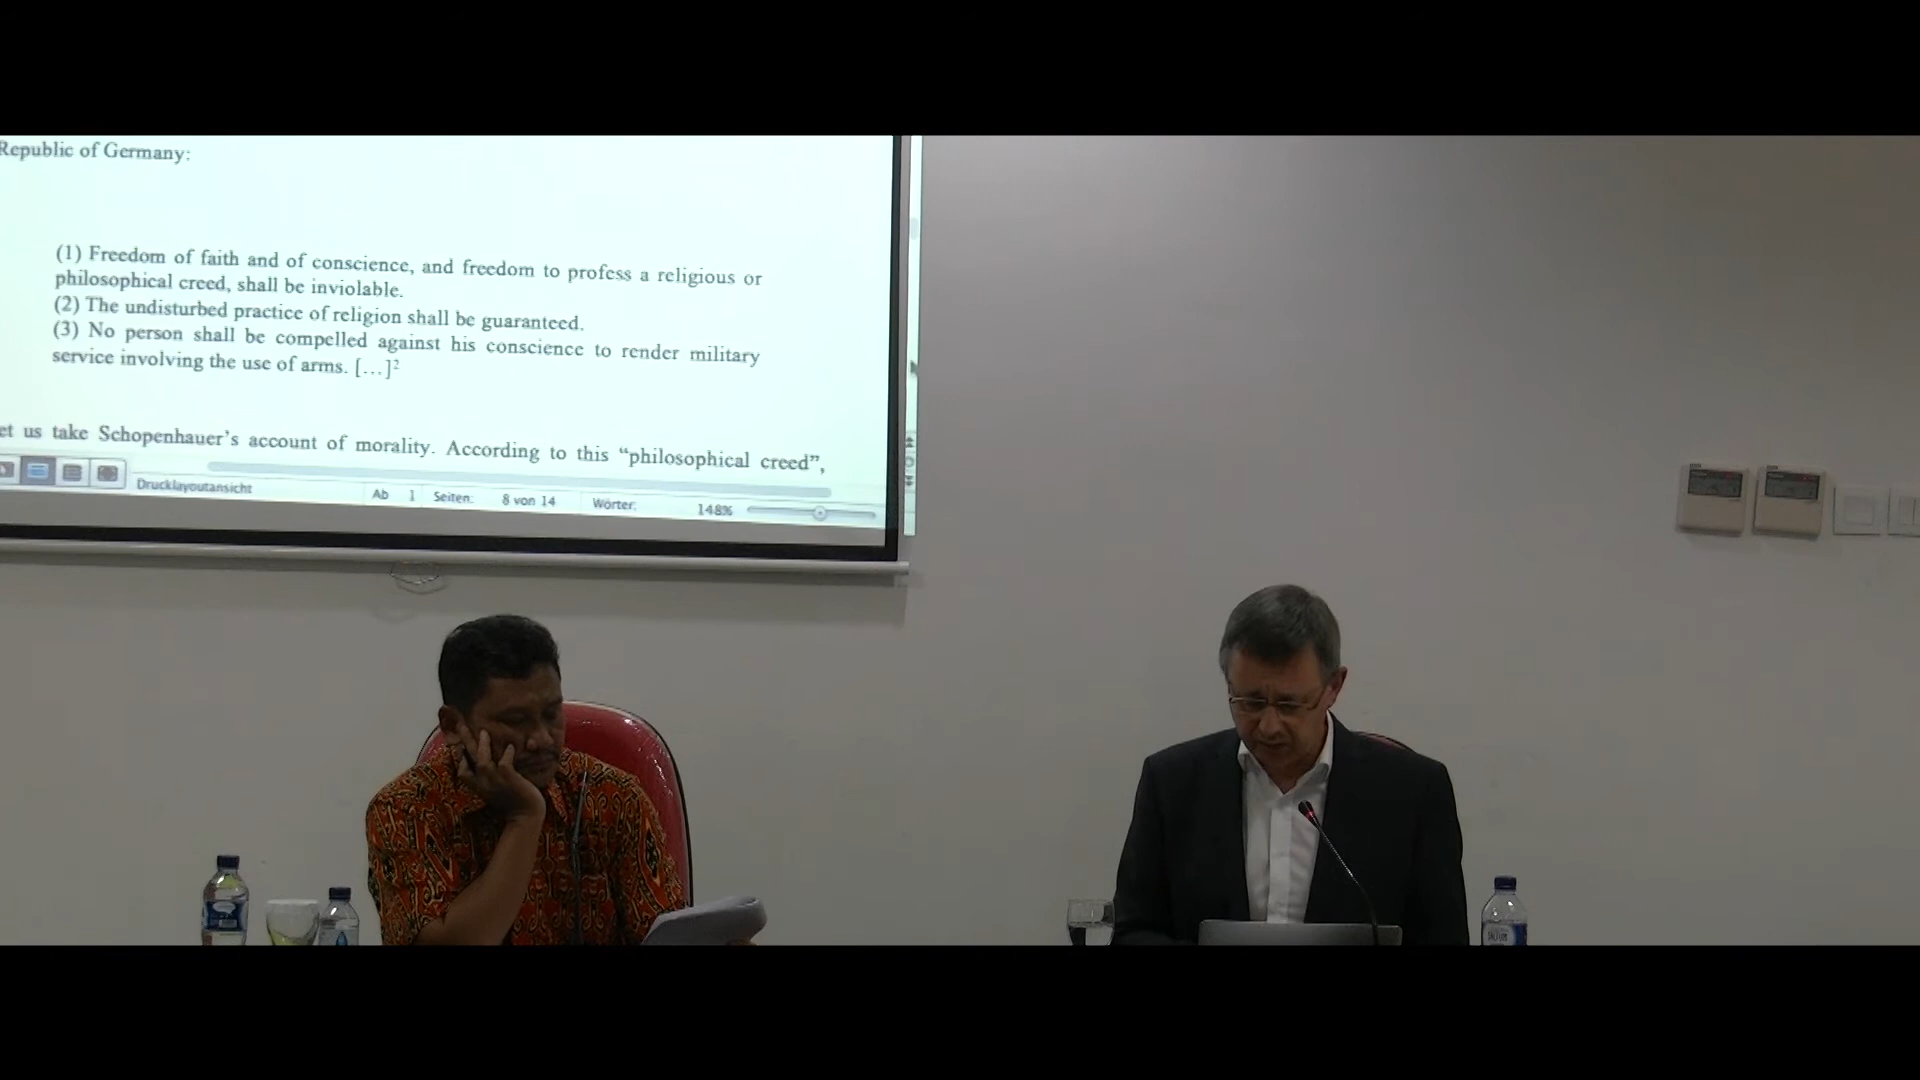 Republic of Germany:
(1) Freedom of faith and of conscience, and freedom to profess a religious or
philosophical creed, shall be inviolable.
(2) The undisturbed practice of religion shall be guaranteed.
(3) No person shall be compelled against his conscience to render military
service involving the use of arms. [...]²
et us take Schopenhauer's account of morality. According to this “philosophical creed”,
Drucklayoutansicht Ab 1 Seiten: 8 von 14 Wörter: 148%